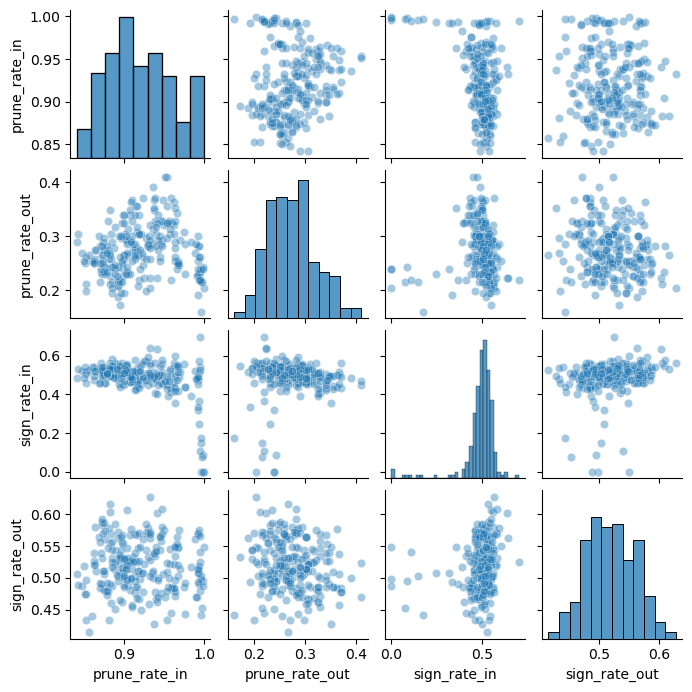 prune_rate_in
1.00
0.95
0.90
0.85
prune_rate_out
0.4
0.3
0.2
sign_rate_in
0.6
0.4
0.2
0.0
sign_rate_out
0.60
0.55
0.50
0.45
0.9 1.0 0.2 0.3 0.4 0.0 0.5 0.5 0.6
prune_rate_in prune_rate_out sign_rate_in sign_rate_out